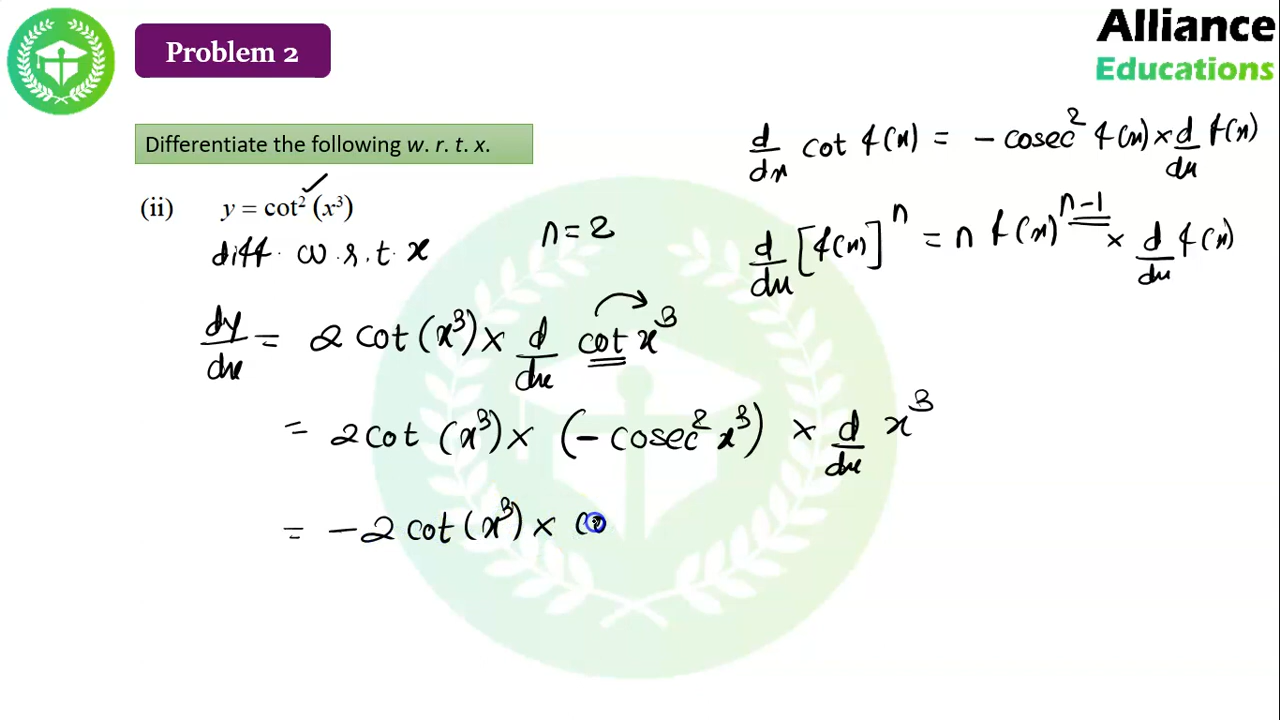 Problem 2
Alliance
Educations
Differentiate the following w. r. t. x.
d/dx cot f(x) = - cosec² f(x) × d/dx f(x)
(ii) y = cot² (x³)
n = 2
d/dx [f(x)]ⁿ = n f(x)ⁿ⁻¹ × d/dx f(x)
diff. w.r.t x
dy/dx = 2 cot (x³) × d/dx cot x³
= 2 cot (x³) × (- cosec² x³) × d/dx x³
= -2 cot (x³) × co